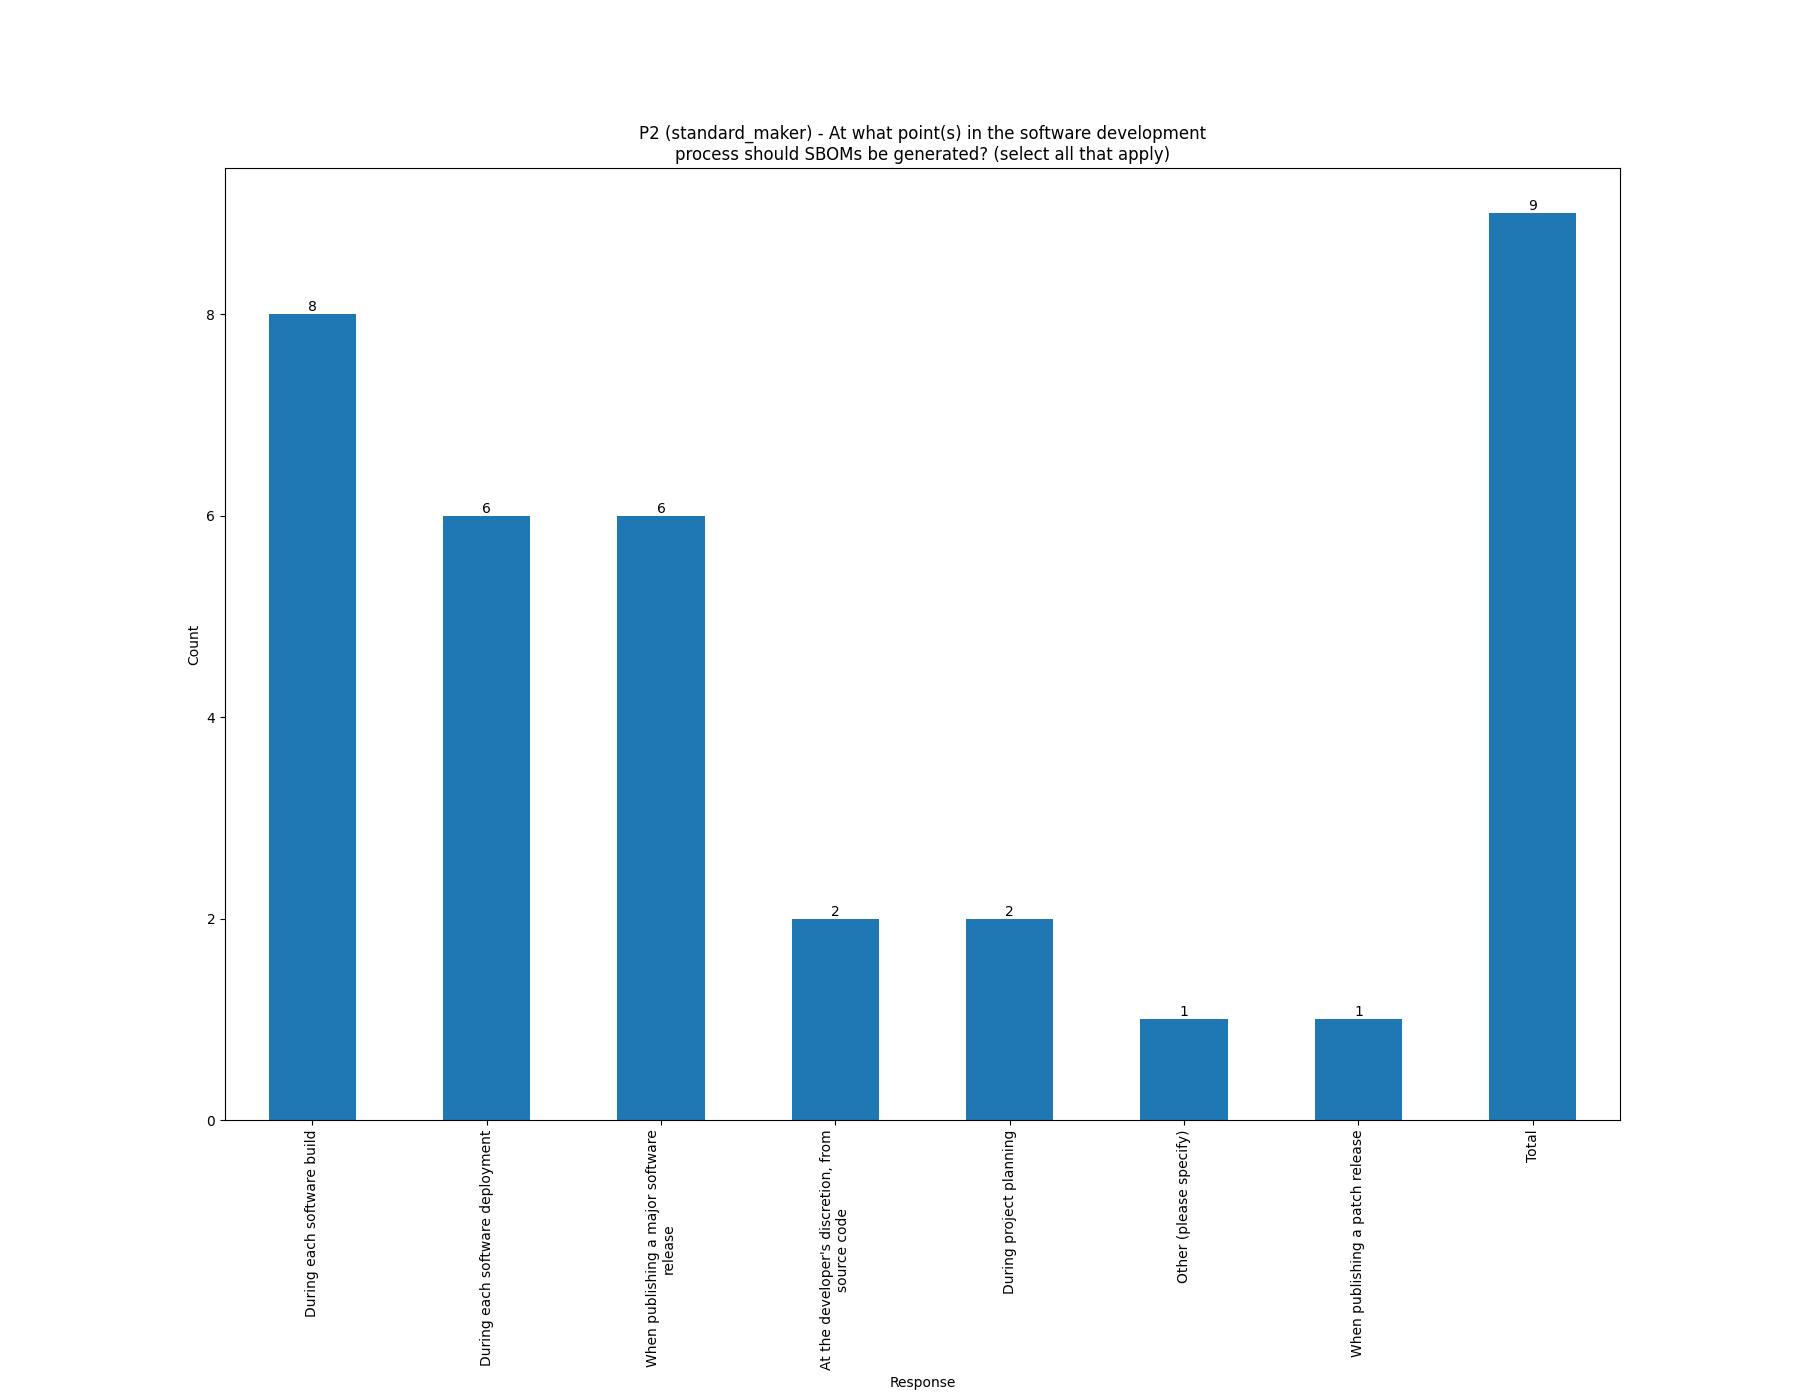 P2 (standard_maker) - At what point(s) in the software development
process should SBOMs be generated? (select all that apply)
Count
8
6
4
2
0
8
6
6
2
2
1
1
9
During each software build
During each software deployment
When publishing a major software
release
At the developer's discretion, from
source code
During project planning
Other (please specify)
When publishing a patch release
Total
Response